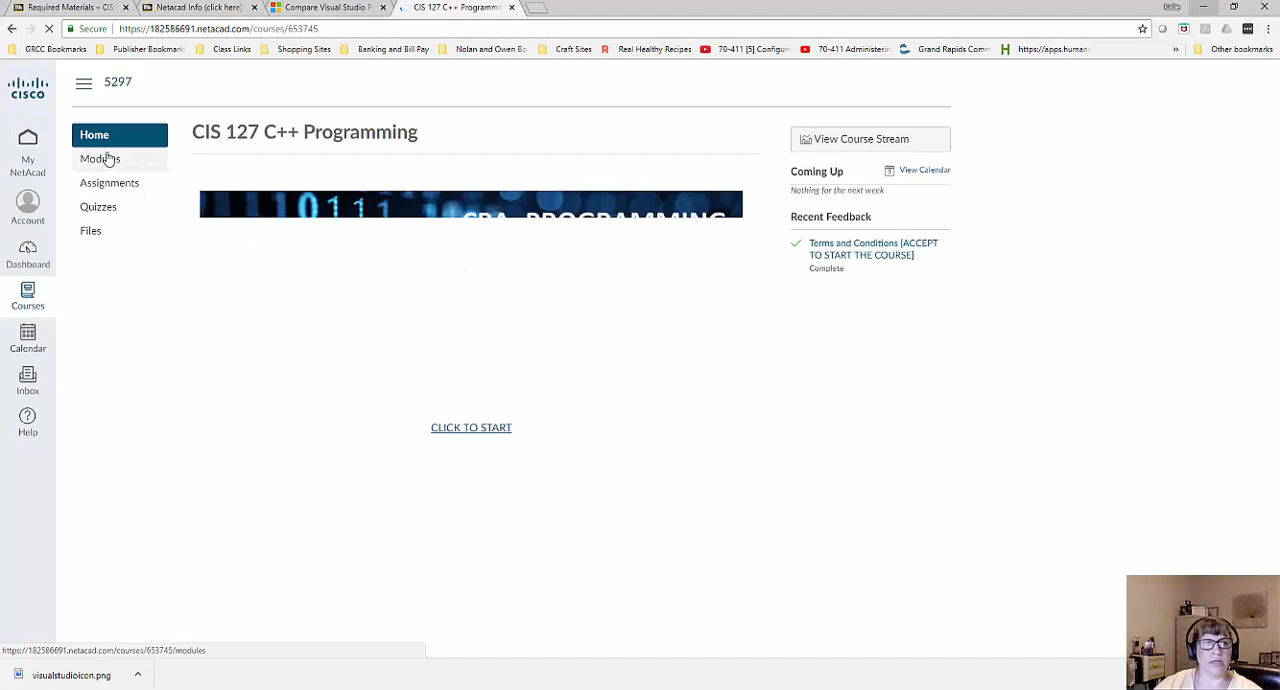 Required Materials – CIS
Netacad Info (click here)
Compare Visual Studio P
CIS 127 C++ Programmin
Secure
https://182586691.netacad.com/courses/653745
GRCC Bookmarks
Publisher Bookmark
Class Links
Shopping Sites
Banking and Bill Pay
Nolan and Owen Bo
Craft Sites
Real Healthy Recipes
70-411 [5] Configur
70-411 Administerin
Grand Rapids Comm
https://apps.human
»
Other bookmarks
CISCO
5297
Home
Modules
Assignments
Quizzes
Files
My
NetAcad
Account
Dashboard
Courses
Calendar
Inbox
Help
CIS 127 C++ Programming
0111
CPA PROGRAMMING
CLICK TO START
View Course Stream
Coming Up
View Calendar
Nothing for the next week
Recent Feedback
Terms and Conditions [ACCEPT
TO START THE COURSE]
Complete
https://182586691.netacad.com/courses/653745/modules
visualstudioicon.png